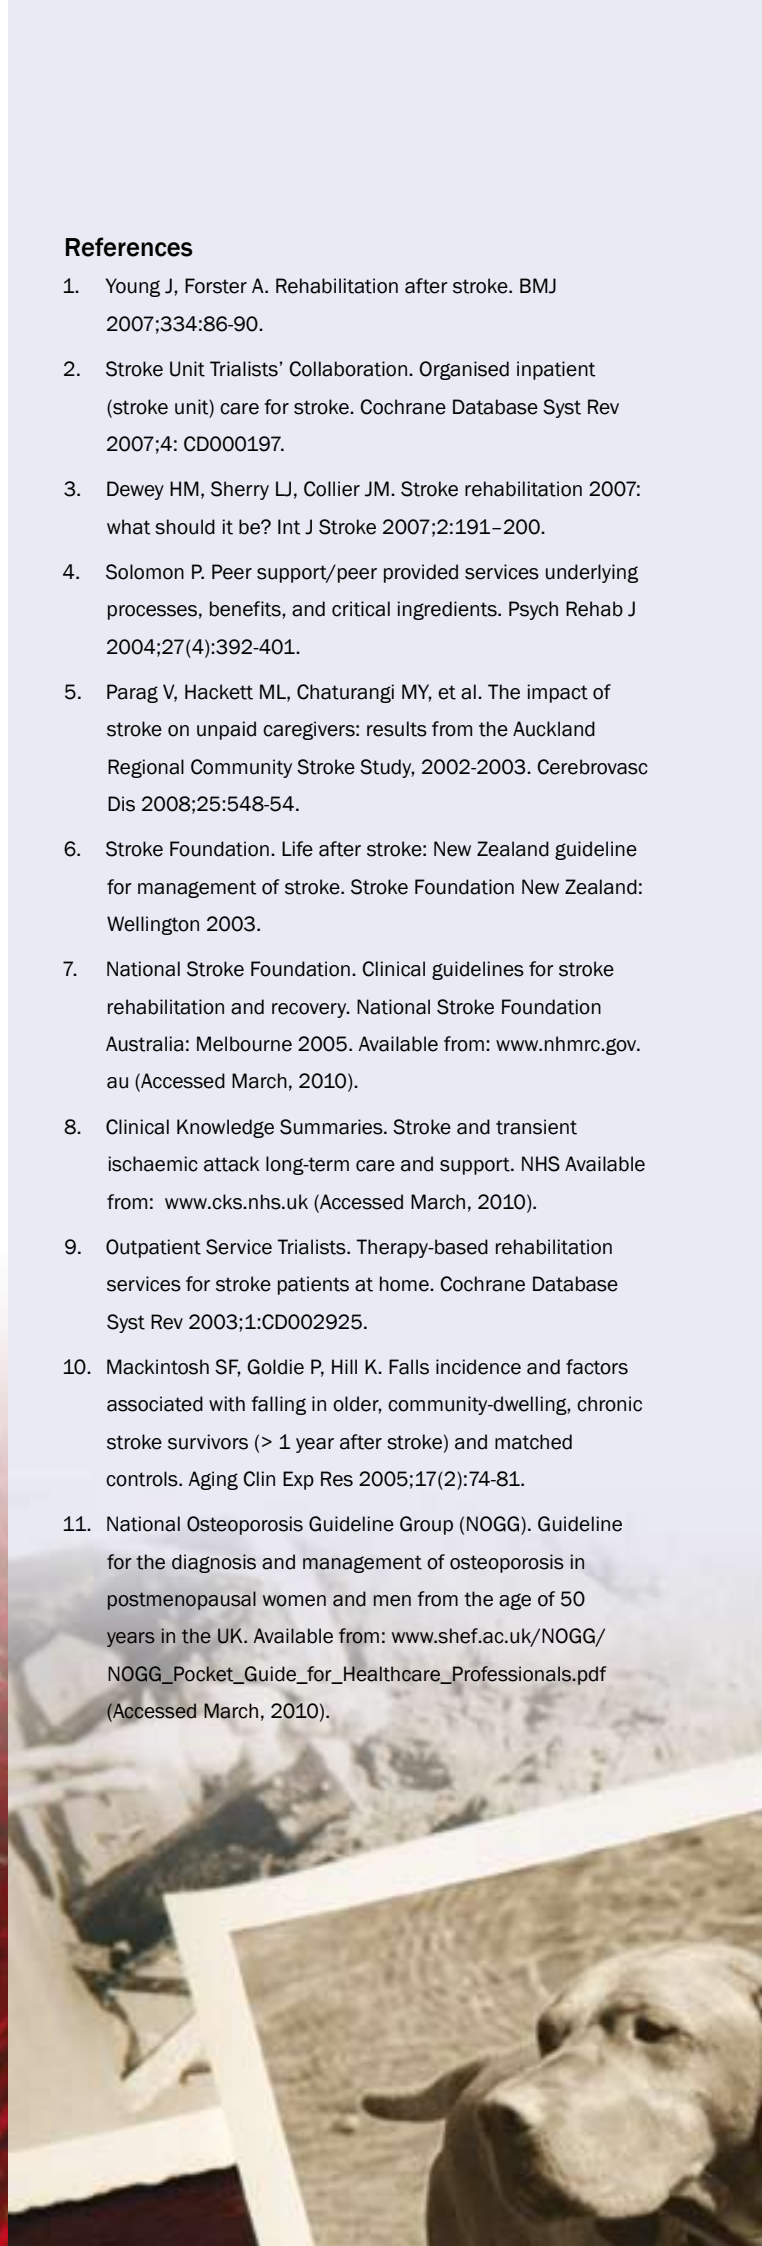 References
1. Young J, Forster A. Rehabilitation after stroke. BMJ
2007;334:86-90.
2. Stroke Unit Trialists’ Collaboration. Organised inpatient
(stroke unit) care for stroke. Cochrane Database Syst Rev
2007;4: CD000197.
3. Dewey HM, Sherry LJ, Collier JM. Stroke rehabilitation 2007:
what should it be? Int J Stroke 2007;2:191–200.
4. Solomon P. Peer support/peer provided services underlying
processes, benefits, and critical ingredients. Psych Rehab J
2004;27(4):392-401.
5. Parag V, Hackett ML, Chaturangi MY, et al. The impact of
stroke on unpaid caregivers: results from the Auckland
Regional Community Stroke Study, 2002-2003. Cerebrovasc
Dis 2008;25:548-54.
6. Stroke Foundation. Life after stroke: New Zealand guideline
for management of stroke. Stroke Foundation New Zealand:
Wellington 2003.
7. National Stroke Foundation. Clinical guidelines for stroke
rehabilitation and recovery. National Stroke Foundation
Australia: Melbourne 2005. Available from: www.nhmrc.gov.
au (Accessed March, 2010).
8. Clinical Knowledge Summaries. Stroke and transient
ischaemic attack long-term care and support. NHS Available
from: www.cks.nhs.uk (Accessed March, 2010).
9. Outpatient Service Trialists. Therapy-based rehabilitation
services for stroke patients at home. Cochrane Database
Syst Rev 2003;1:CD002925.
10. Mackintosh SF, Goldie P, Hill K. Falls incidence and factors
associated with falling in older, community-dwelling, chronic
stroke survivors (> 1 year after stroke) and matched
controls. Aging Clin Exp Res 2005;17(2):74-81.
11. National Osteoporosis Guideline Group (NOGG). Guideline
for the diagnosis and management of osteoporosis in
postmenopausal women and men from the age of 50
years in the UK. Available from: www.shef.ac.uk/NOGG/
NOGG_Pocket_Guide_for_Healthcare_Professionals.pdf
(Accessed March, 2010).